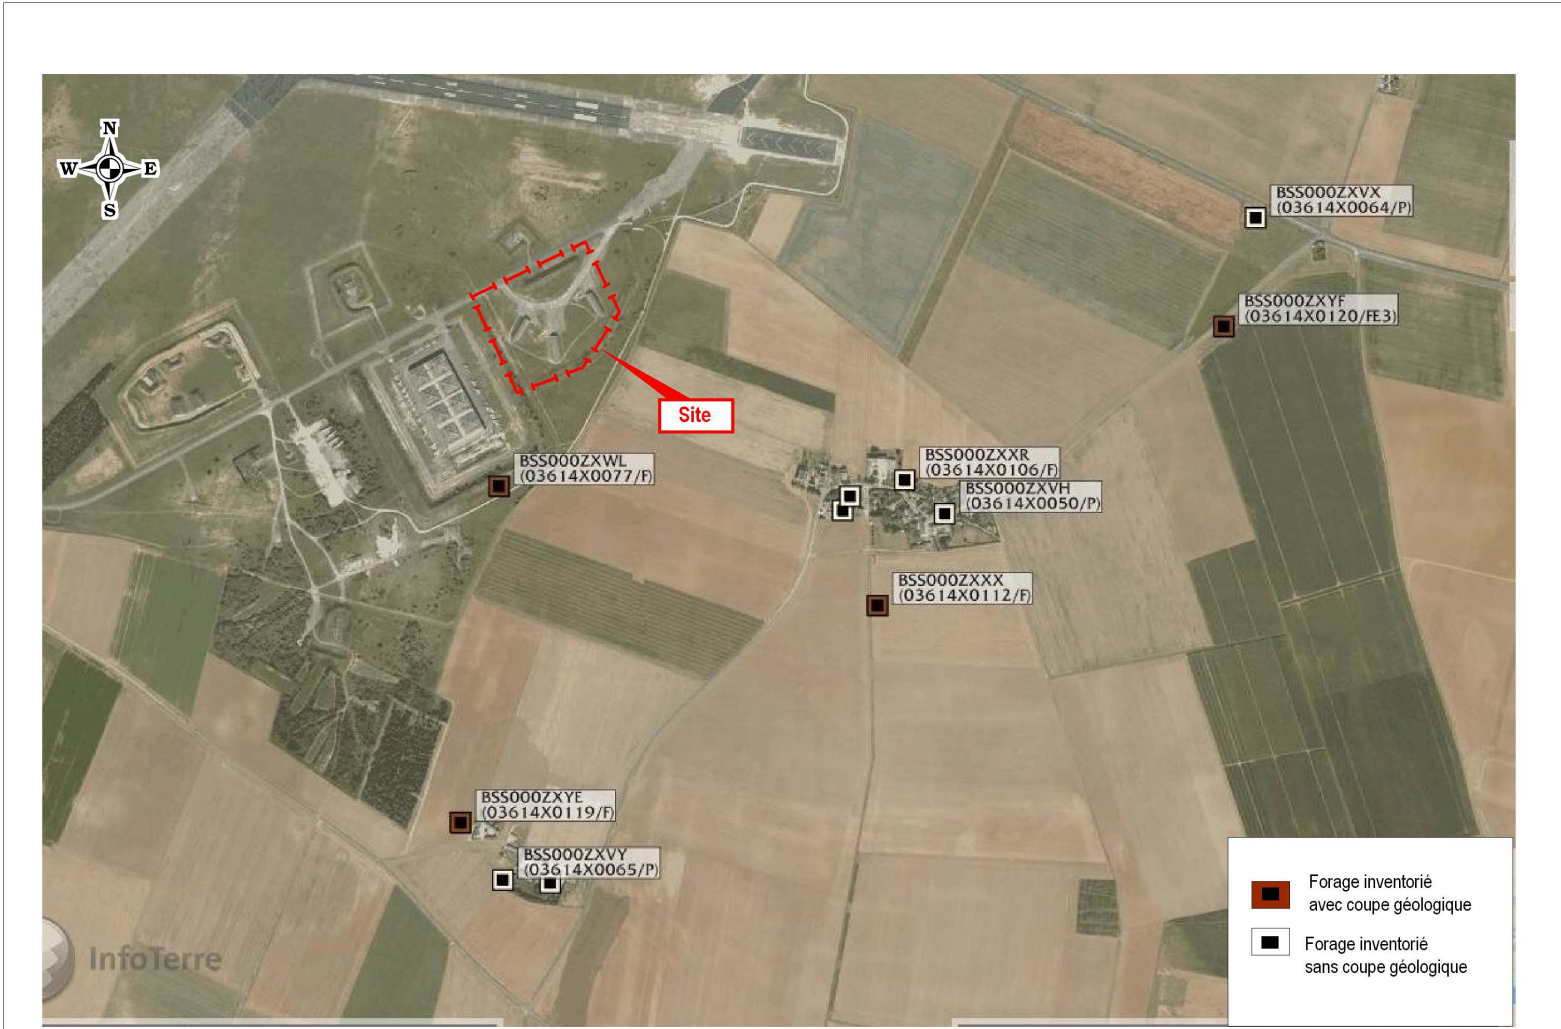 N
W E
S
BSS000ZXVX
(03614X0064/P)
BSS000ZXYF
(03614X0120/FE3)
Site
BSS000ZXWL
(03614X0077/F)
BSS000ZXXR
(03614X0106/F)
BSS000ZXVH
(03614X0050/P)
BSS000ZXXX
(03614X0112/F)
BSS000ZXYE
(03614X0119/F)
BSS000ZXVY
(03614X0065/P)
InfoTerre
Forage inventorié
avec coupe géologique
Forage inventorié
sans coupe géologique